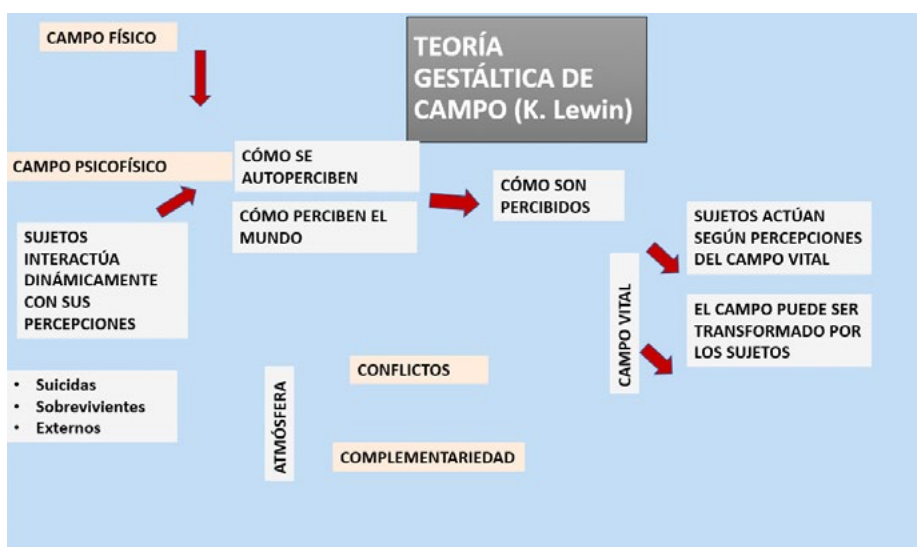 CAMPO FÍSICO
TEORÍA
GESTÁLTICA DE
CAMPO (K. Lewin)
CAMPO PSICOFÍSICO
CÓMO SE
AUTOPERCIBEN
CÓMO PERCIBEN EL
MUNDO
CÓMO SON
PERCIBIDOS
SUJETOS
INTERACTÚA
DINÁMICAMENTE
CON SUS
PERCEPCIONES
CAMPO VITAL
SUJETOS ACTÚAN
SEGÚN PERCEPCIONES
DEL CAMPO VITAL
EL CAMPO PUEDE SER
TRANSFORMADO POR
LOS SUJETOS
• Suicidas
• Sobrevivientes
• Externos
ATMÓSFERA
CONFLICTOS
COMPLEMENTARIEDAD